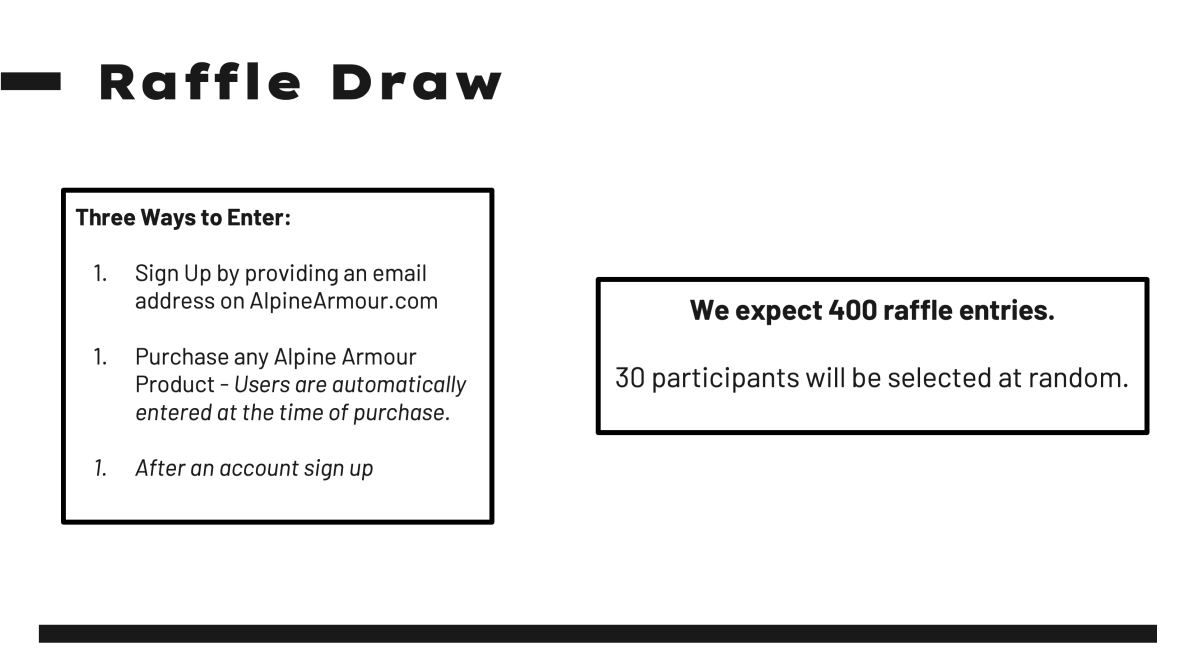 Raffle Draw
Three Ways to Enter:
1. Sign Up by providing an email
address on AlpineArmour.com
1. Purchase any Alpine Armour
Product - Users are automatically
entered at the time of purchase.
1. After an account sign up
We expect 400 raffle entries.
30 participants will be selected at random.